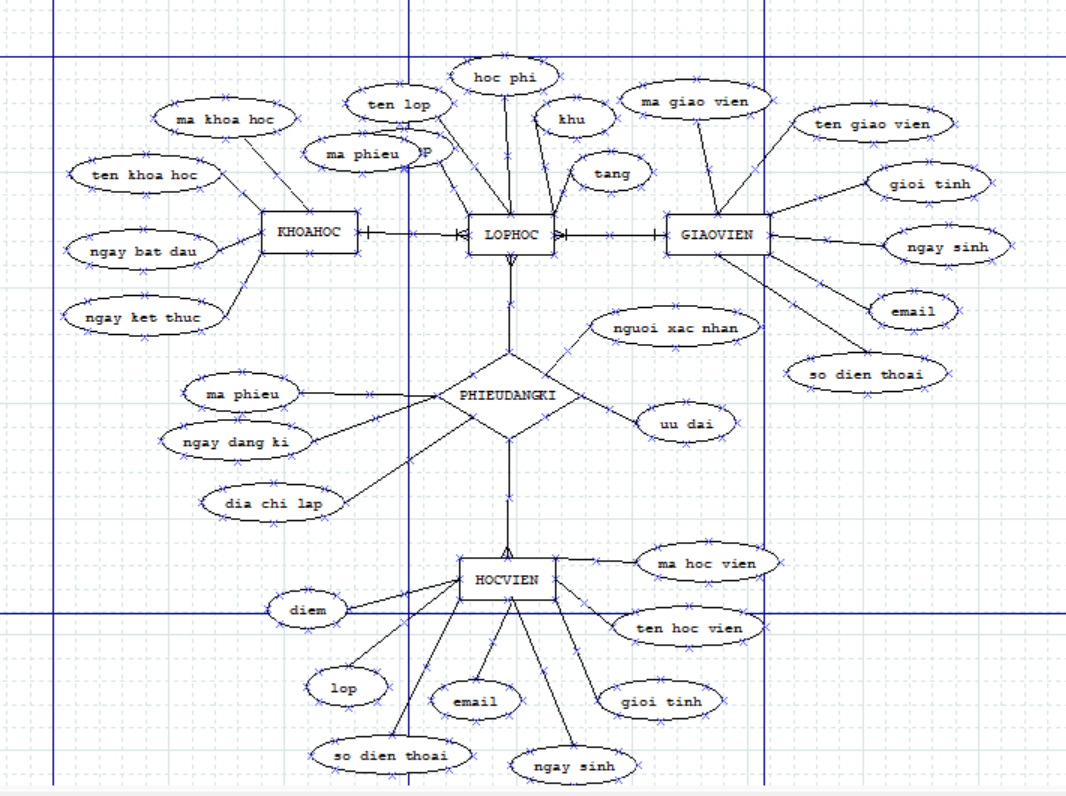 hoc phi
ten lop
ma giao vien
ma khoa hoc
khu
ten giao vien
ma phieu
ten khoa hoc
tang
gioi tinh
KHOAHOC
LOPHOC
GIAOVIEN
ngay sinh
ngay bat dau
email
ngay ket thuc
nguoi xac nhan
so dien thoai
ma phieu
PHIEUDANGKI
uu dai
ngay dang ki
dia chi lap
ma hoc vien
HOCVIEN
diem
ten hoc vien
lop
email
gioi tinh
so dien thoai
ngay sinh